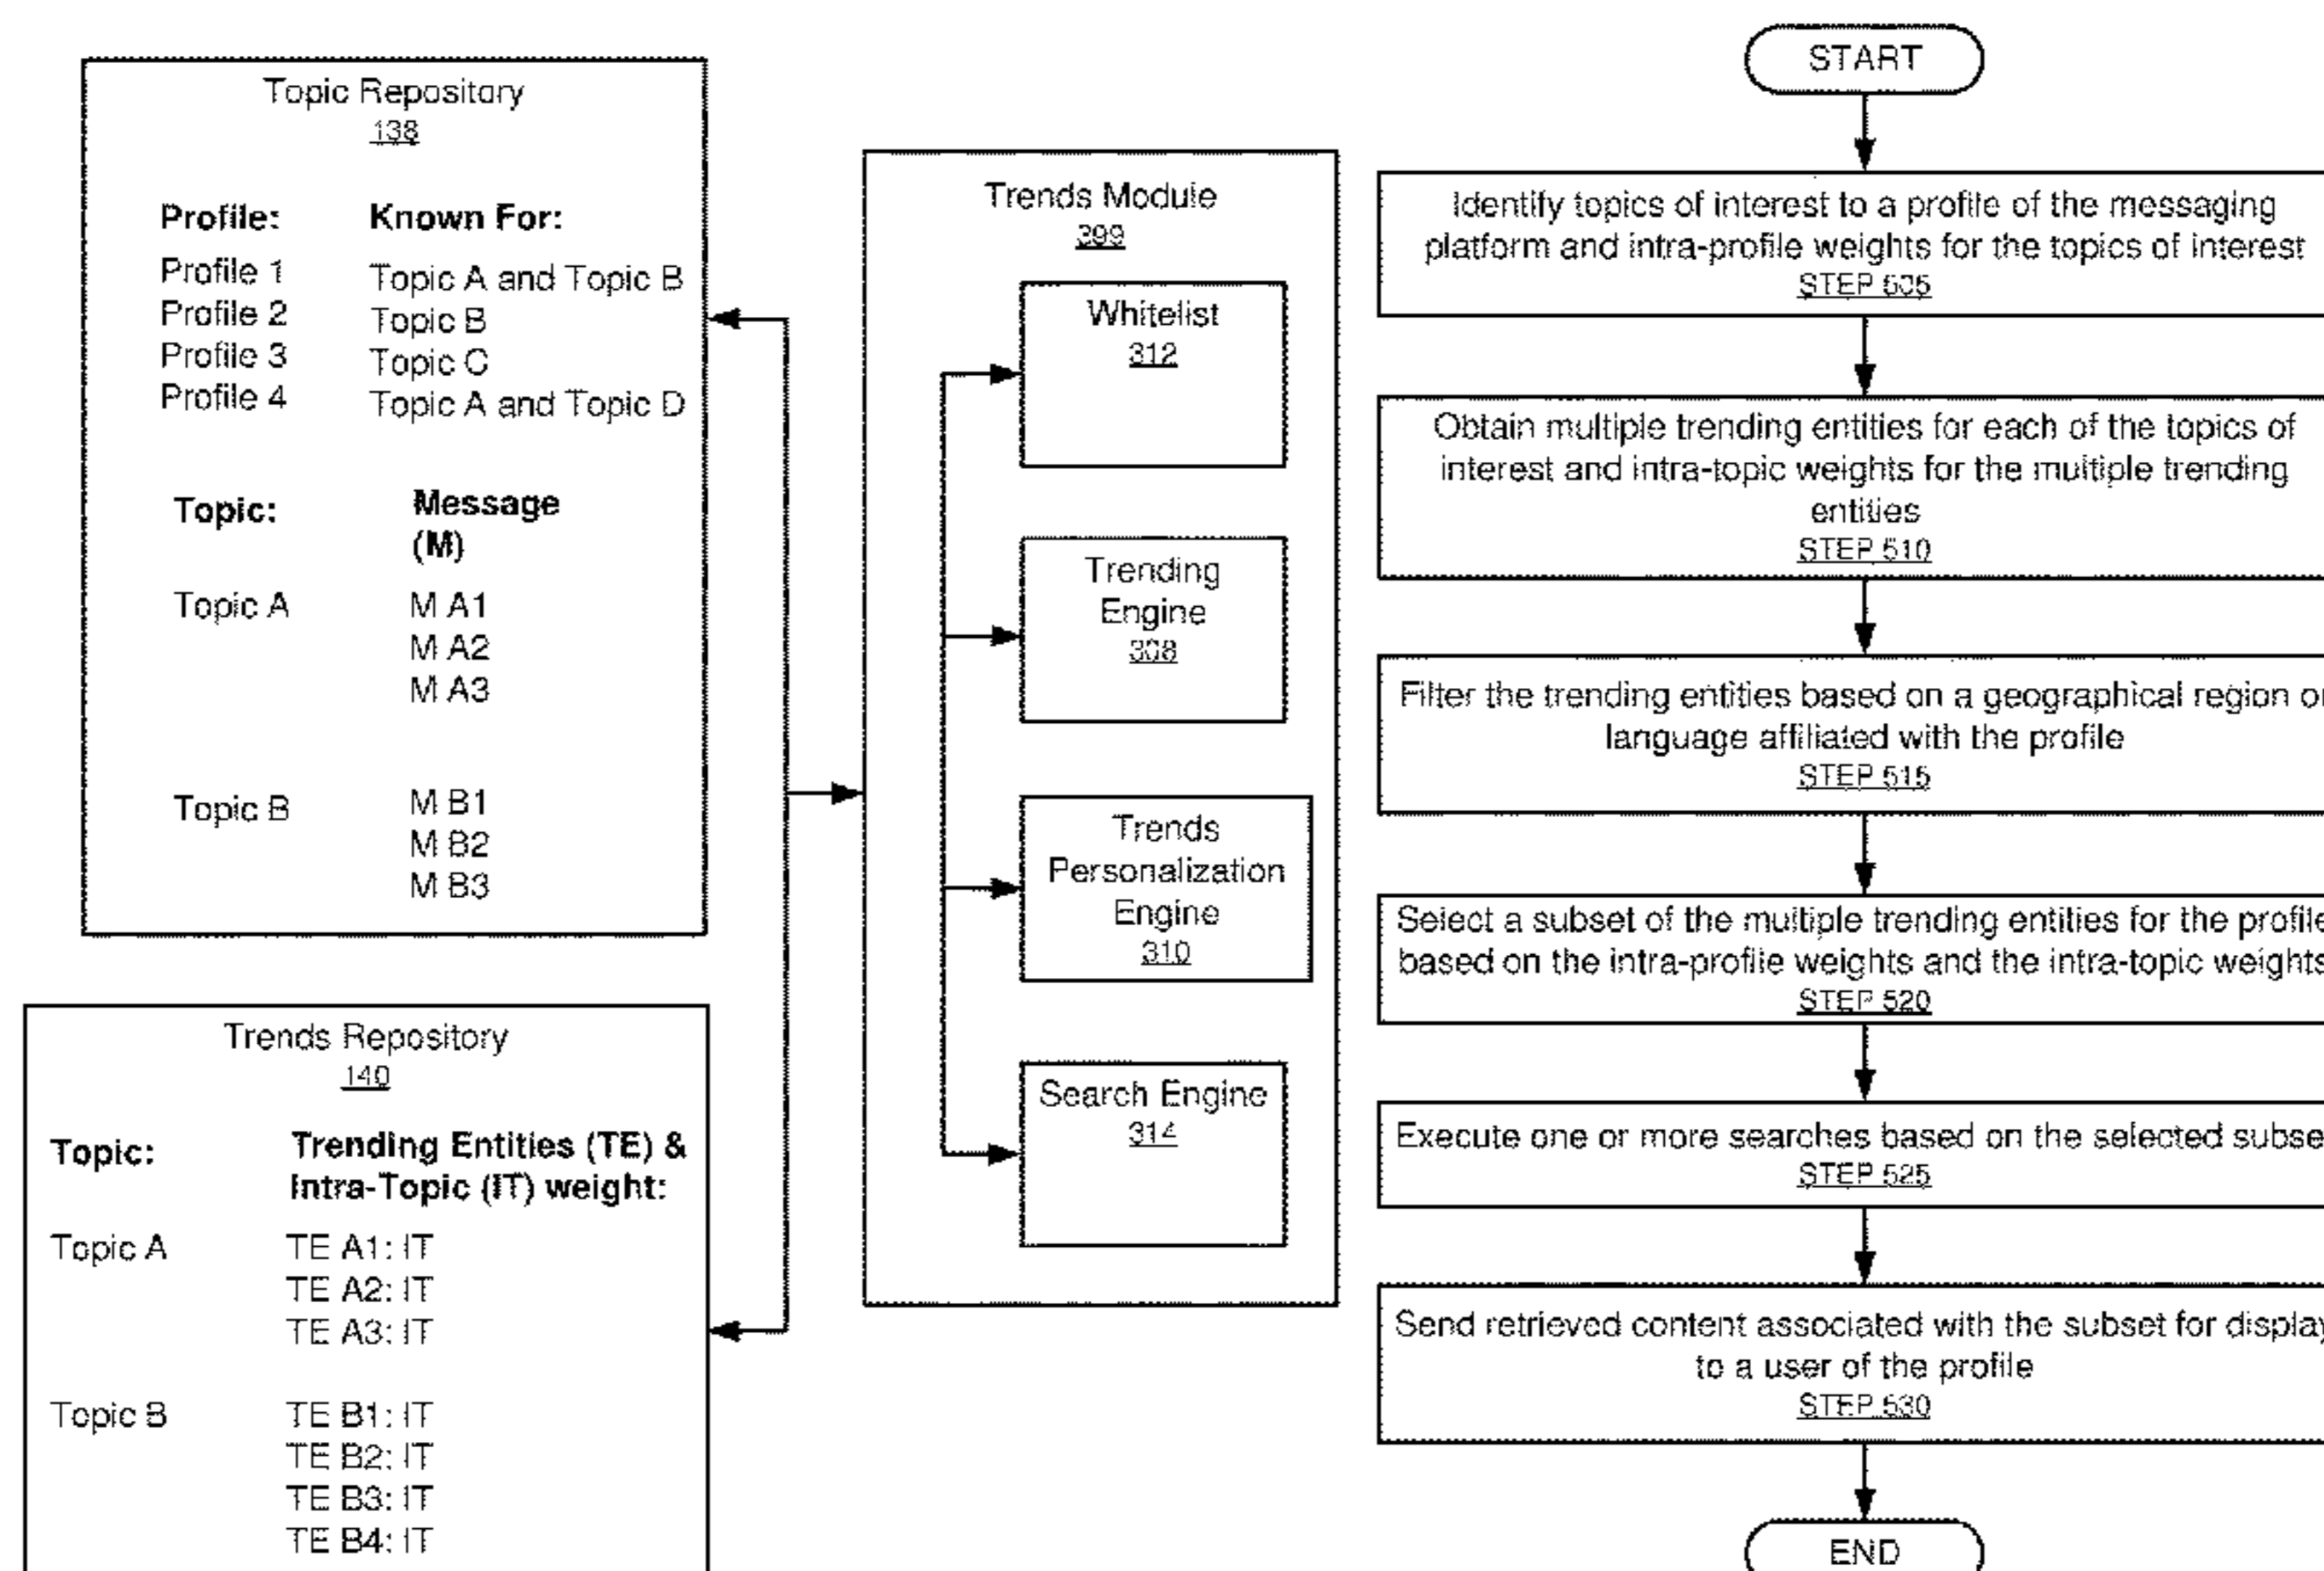 Topic Repository
138
Profile: Known For:
Profile 1 Topic A and Topic B
Profile 2 Topic B
Profile 3 Topic C
Profile 4 Topic A and Topic D
Topic: Message
(M)
Topic A M A1
M A2
M A3
Topic B M B1
M B2
M B3
Trends Repository
140
Topic: Trending Entities (TE) &
Intra-Topic (IT) weight:
Topic A TE A1: IT
TE A2: IT
TE A3: IT
Topic B TE B1: IT
TE B2: IT
TE B3: IT
TE B4: IT
Trends Module
399
Whitelist
312
Trending
Engine
308
Trends
Personalization
Engine
310
Search Engine
314
START
Identify topics of interest to a profile of the messaging
platform and intra-profile weights for the topics of interest
STEP 505
Obtain multiple trending entities for each of the topics of
interest and intra-topic weights for the multiple trending
entities
STEP 510
Filter the trending entities based on a geographical region or
language affiliated with the profile
STEP 515
Select a subset of the multiple trending entities for the profile
based on the intra-profile weights and the intra-topic weights
STEP 520
Execute one or more searches based on the selected subse
STEP 525
Send retrieved content associated with the subset for display
to a user of the profile
STEP 530
END